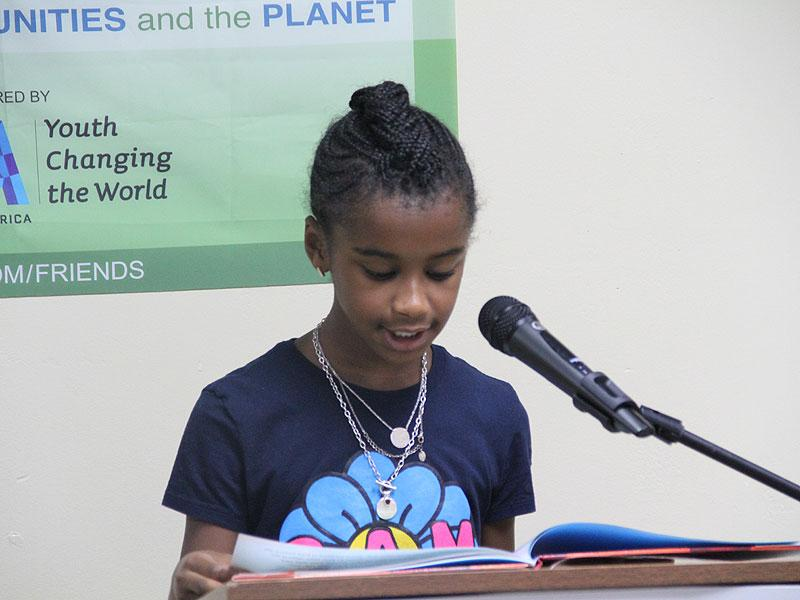 UNITIES and the PLANET
RED BY
Youth
Changing
the World
RICA
OM/FRIENDS